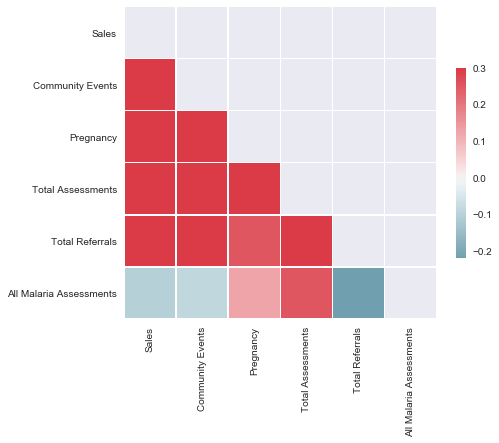 Sales
Community Events
Pregnancy
Total Assessments
Total Referrals
All Malaria Assessments
0.3
0.2
0.1
0.0
−0.1
−0.2
Sales
Community Events
Pregnancy
Total Assessments
Total Referrals
All Malaria Assessments